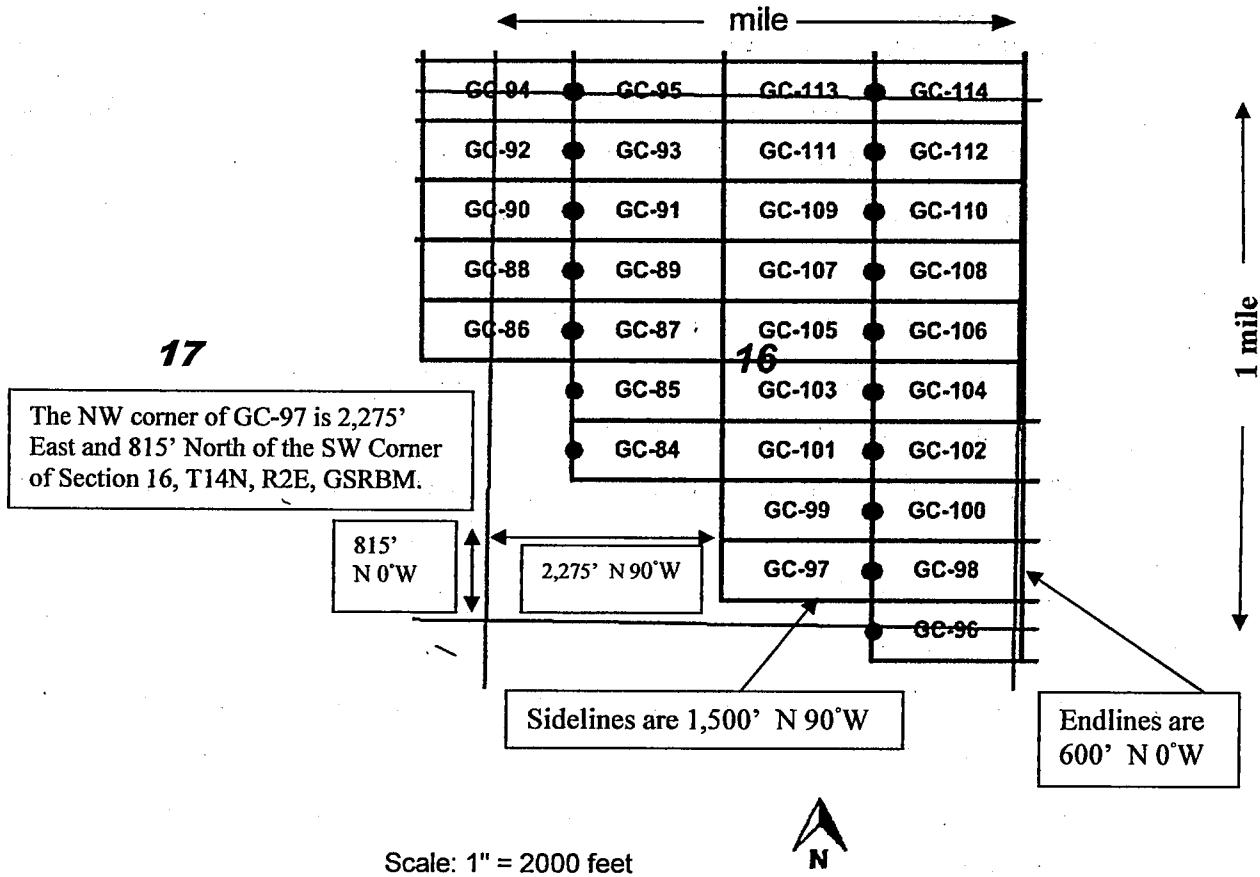 mile
GC-94 GC-95 GC-113 GC-114
GC-92 GC-93 GC-111 GC-112
GC-90 GC-91 GC-109 GC-110
GC-88 GC-89 GC-107 GC-108
GC-86 GC-87 GC-105 GC-106
17
16
1 mile
GC-85 GC-103 GC-104
GC-84 GC-101 GC-102
GC-99 GC-100
GC-97 GC-98
GC-96
The NW corner of GC-97 is 2,275'
East and 815' North of the SW Corner
of Section 16, T14N, R2E, GSRBM.
815'
N 0°W
2,275' N 90°W
Sidelines are 1,500' N 90°W
Endlines are
600' N 0°W
N
Scale: 1" = 2000 feet